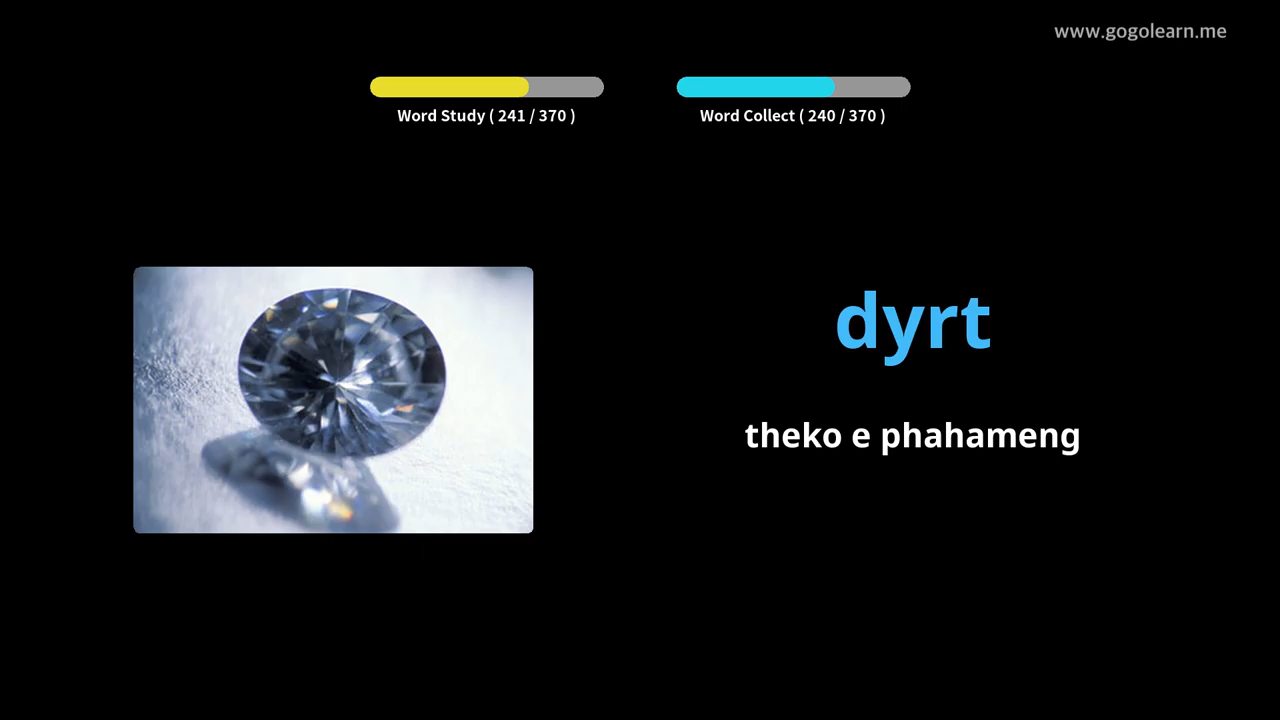 www.gogolearn.me
Word Study ( 241 / 370 )
Word Collect ( 240 / 370 )
dyrt
theko e phahameng